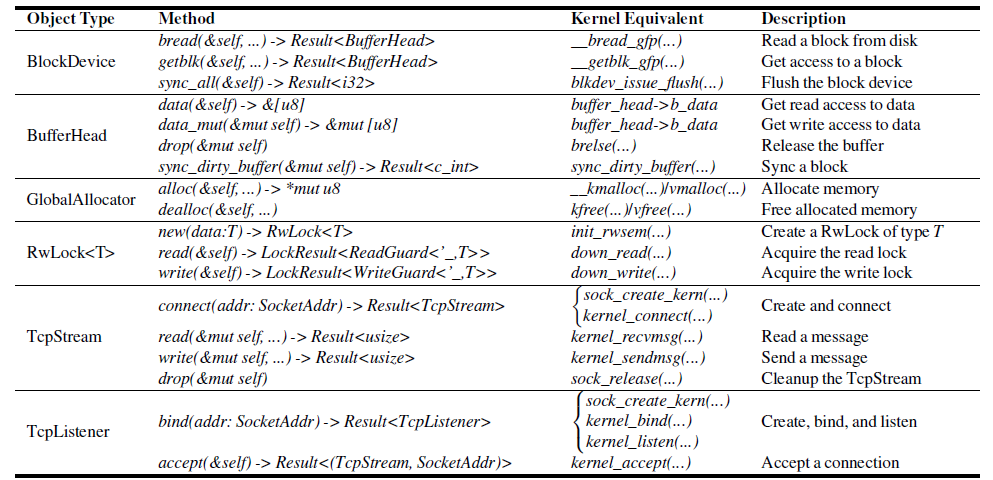 Object Type Method Kernel Equivalent Description
bread(&self, ...) -> Result<BufferHead> __bread_gfp(...) Read a block from disk
BlockDevice getblk(&self, ...) -> Result<BufferHead> __getblk_gfp(...) Get access to a block
sync_all(&self) -> Result<i32> blkdev_issue_flush(...) Flush the block device
data(&self) -> &[u8] buffer_head->b_data Get read access to data
data_mut(&mut self) -> &mut [u8] buffer_head->b_data Get write access to data
BufferHead
drop(&mut self) brelse(...) Release the buffer
sync_dirty_buffer(&mut self) -> Result<c_int> sync_dirty_buffer(...) Sync a block
alloc(&self, ...) -> *mut u8 __kmalloc(...)/vmalloc(...) Allocate memory
GlobalAllocator
dealloc(&self, ...) kfree(...)/vfree(...) Free allocated memory
new(data:T) -> RwLock<T> init_rwsem(...) Create a RwLock of type T
RwLock<T> read(&self) -> LockResult<ReadGuard<'_,T>> down_read(...) Acquire the read lock
write(&self) -> LockResult<WriteGuard<'_,T>> down_write(...) Acquire the write lock
sock_create_kern(...)
connect(addr: SocketAddr) -> Result<TcpStream> Create and connect
kernel_connect(...)
TcpStream read(&mut self, ...) -> Result<usize> kernel_recvmsg(...) Read a message
write(&mut self, ...) -> Result<usize> kernel_sendmsg(...) Send a message
drop(&mut self) sock_release(...) Cleanup the TcpStream
sock_create_kern(...)
bind(addr: SocketAddr) -> Result<TcpListener> kernel_bind(...) Create, bind, and listen
TcpListener
kernel_listen(...)
accept(&self) -> Result<(TcpStream, SocketAddr)> kernel_accept(...) Accept a connection